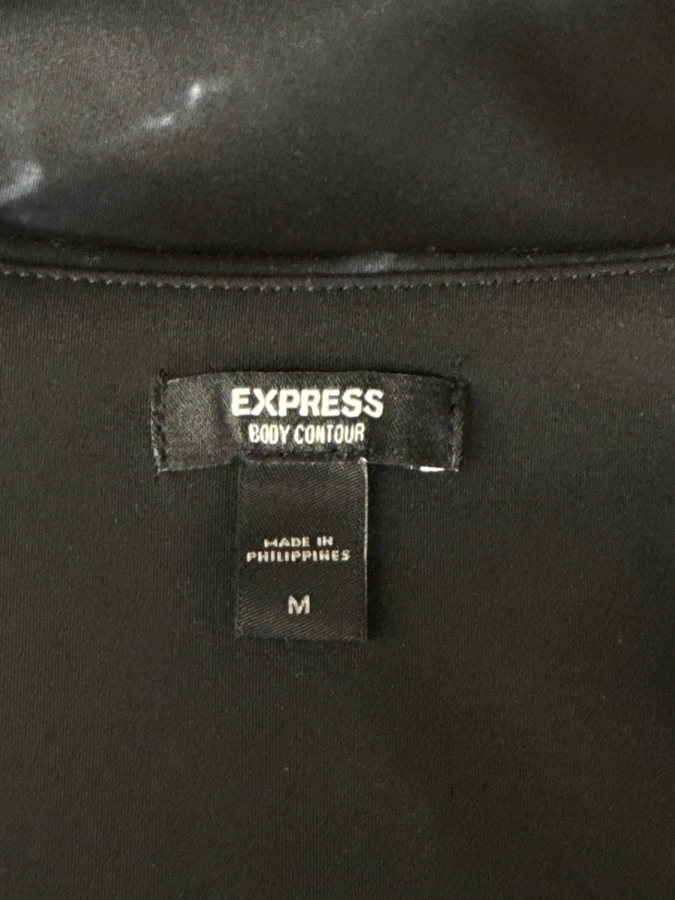 EXPRESS
BODY CONTOUR
MADE IN
PHILIPPINES
M